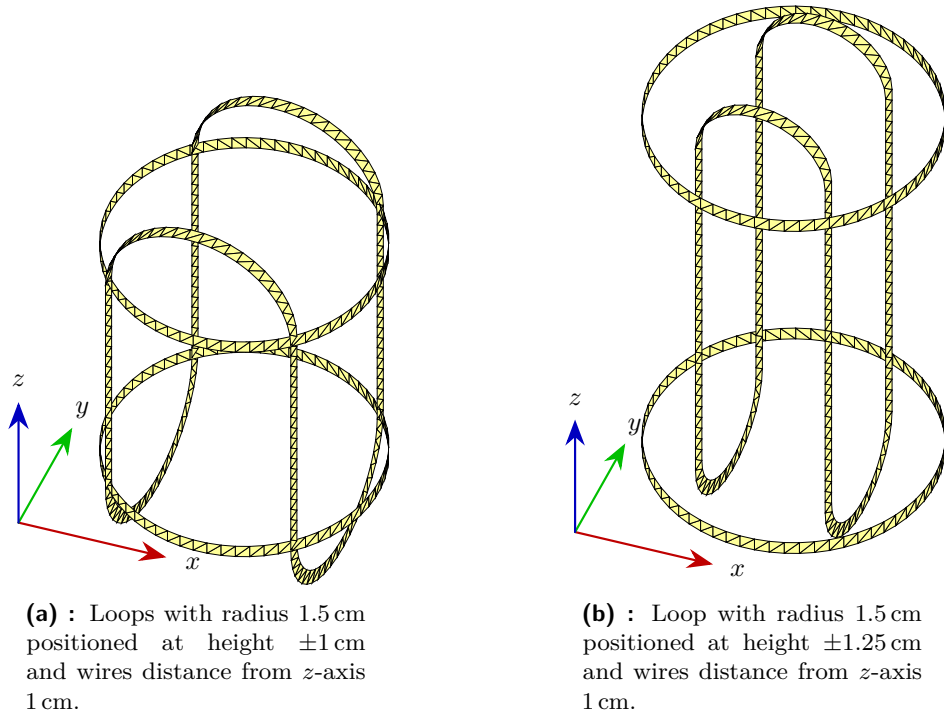 z
y
x
z
y
x
(a) : Loops with radius 1.5 cm
positioned at height ±1 cm
and wires distance from z-axis
1 cm.
(b) : Loop with radius 1.5 cm
positioned at height ±1.25 cm
and wires distance from z-axis
1 cm.